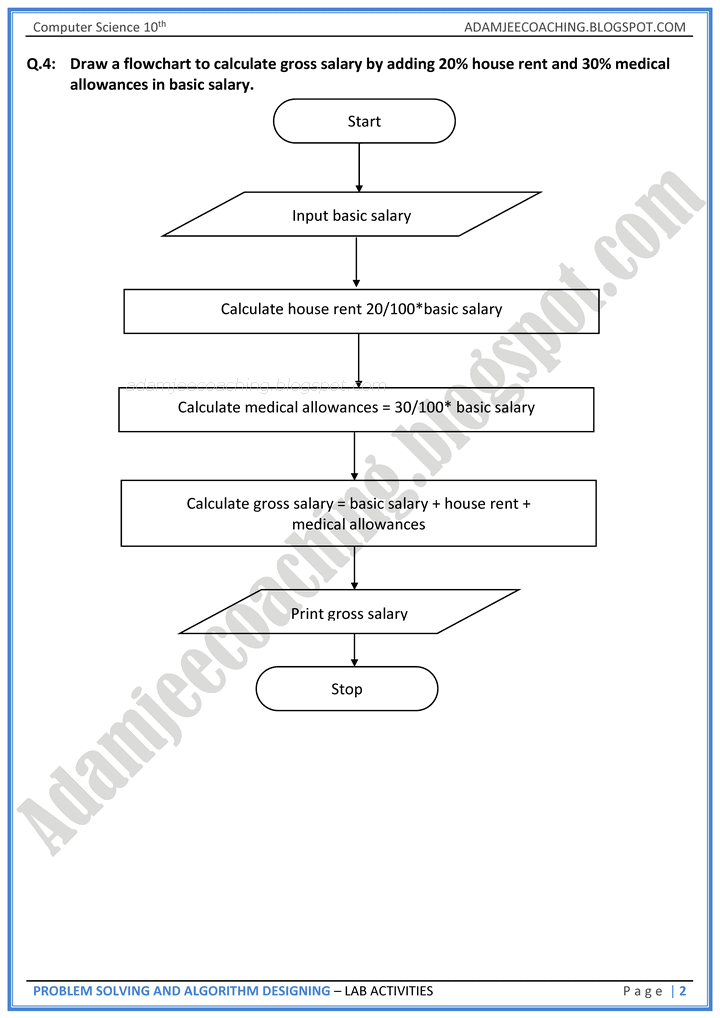 Computer Science 10th
ADAMJEECOACHING.BLOGSPOT.COM
Q.4: Draw a flowchart to calculate gross salary by adding 20% house rent and 30% medical
allowances in basic salary.
Start
Input basic salary
Calculate house rent 20/100*basic salary
adamjeecoaching.blogspot.com
Calculate medical allowances = 30/100* basic salary
Calculate gross salary = basic salary + house rent +
medical allowances
Print gross salary
Stop
Adamjeecoaching.blogspot.com
PROBLEM SOLVING AND ALGORITHM DESIGNING – LAB ACTIVITIES
Page | 2